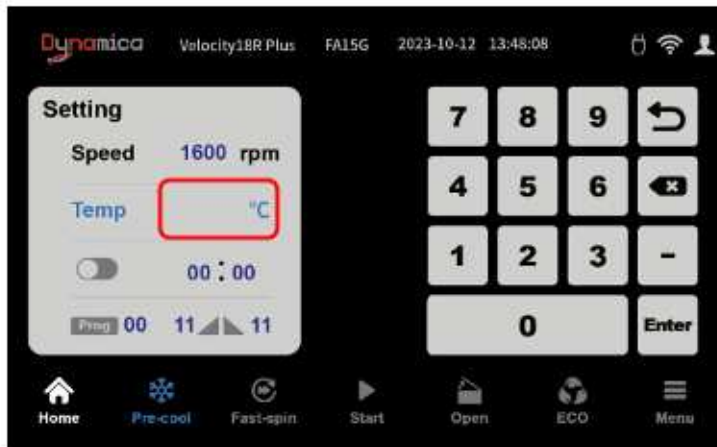 Dynamica Velocity18R Plus FA15G 2023-10-12 13:48:08
Setting
Speed 1600 rpm
Temp °C
00:00
Prog 00 11 11
7 8 9
4 5 6
1 2 3 -
0 Enter
Home Pre-cool Fast-spin Start Open ECO Menu